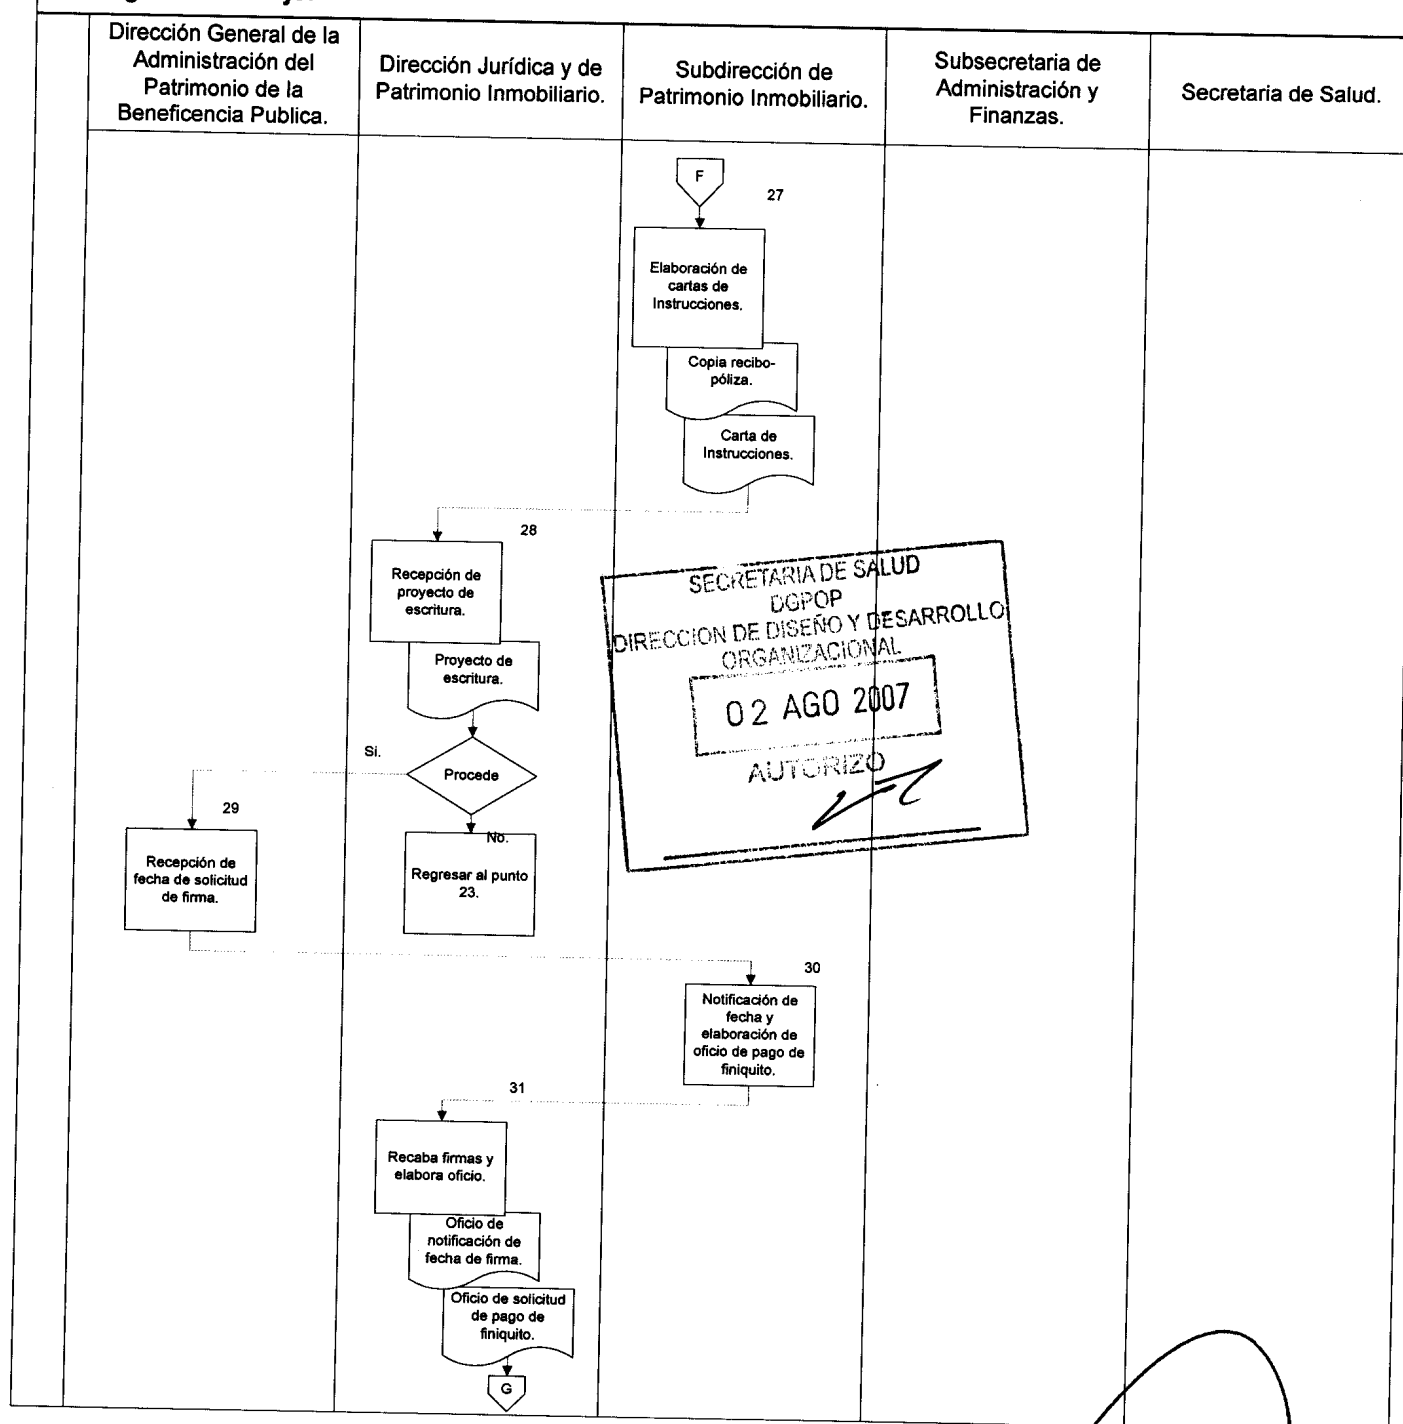 Dirección General de la
Administración del
Patrimonio de la
Beneficencia Publica.
Dirección Jurídica y de
Patrimonio Inmobiliario.
Subdirección de
Patrimonio Inmobiliario.
Subsecretaria de
Administración y
Finanzas.
Secretaria de Salud.
F
27
Elaboración de
cartas de
Instrucciones.
Copia recibo-
póliza.
Carta de
Instrucciones.
28
Recepción de
proyecto de
escritura.
Proyecto de
escritura.
SECRETARIA DE SALUD
DGPOP
DIRECCION DE DISEÑO Y DESARROLLO
ORGANIZACIONAL
02 AGO 2007
AUTORIZO
Si.
Procede
29
No.
Recepción de
fecha de solicitud
de firma.
Regresar al punto
23.
30
Notificación de
fecha y
elaboración de
oficio de pago de
finiquito.
31
Recaba firmas y
elabora oficio.
Oficio de
notificación de
fecha de firma.
Oficio de solicitud
de pago de
finiquito.
G